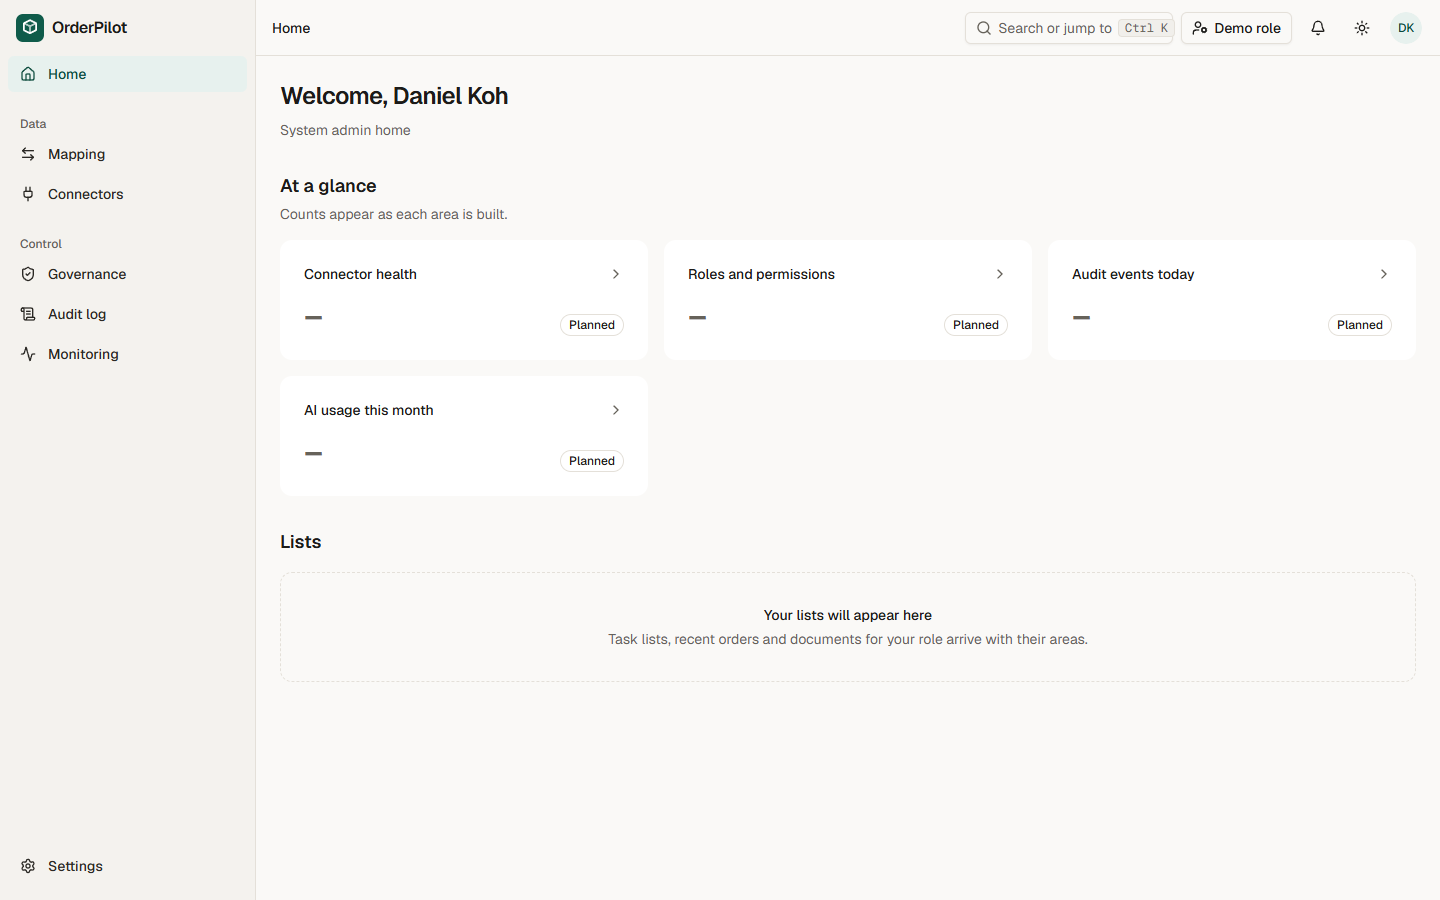 OrderPilot
Home
Data
Mapping
Connectors
Control
Governance
Audit log
Monitoring
Settings
Home
Search or jump to
Ctrl K
Demo role
DK
Welcome, Daniel Koh
System admin home
At a glance
Counts appear as each area is built.
Connector health
–
Planned
Roles and permissions
–
Planned
Audit events today
–
Planned
AI usage this month
–
Planned
Lists
Your lists will appear here
Task lists, recent orders and documents for your role arrive with their areas.